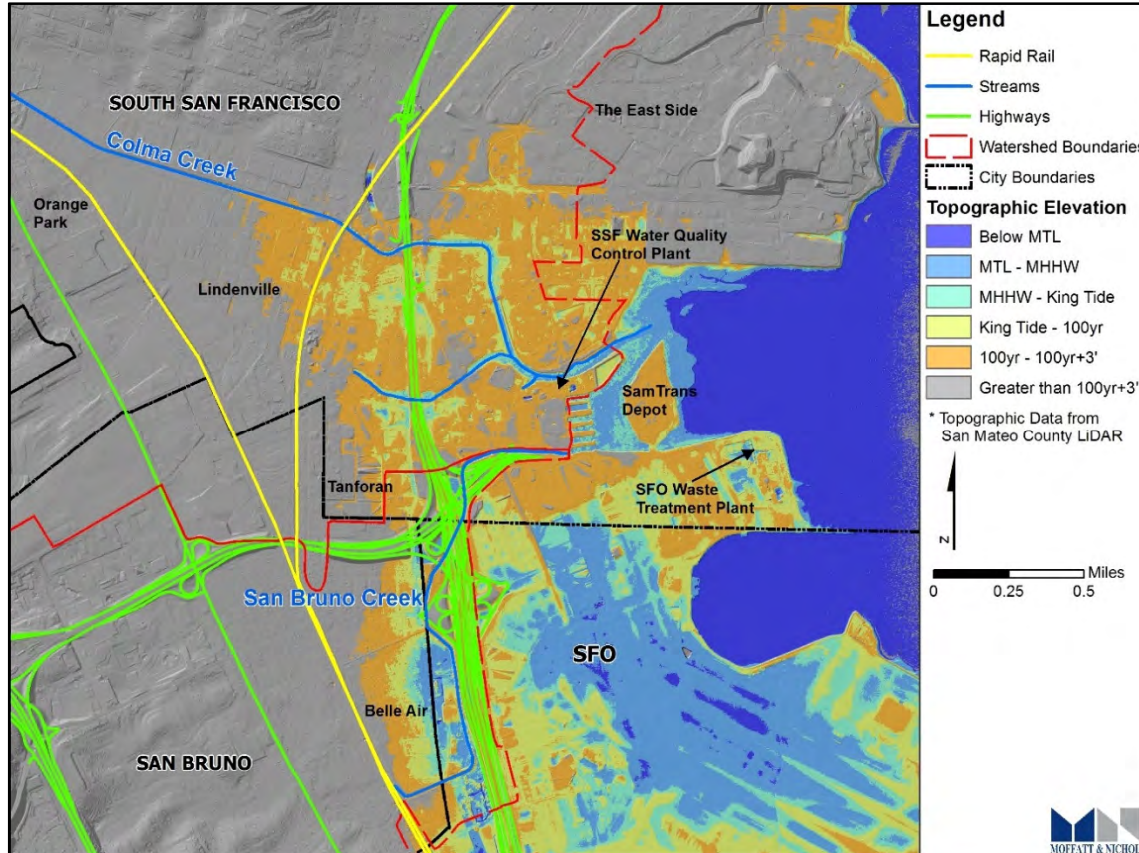 SOUTH SAN FRANCISCO
Colma Creek
Orange
Park
Lindenville
The East Side
SSF Water Quality
Control Plant
SamTrans
Depot
SFO Waste
Treatment Plant
Tanforan
San Bruno Creek
SFO
Belle Air
SAN BRUNO
Legend
Rapid Rail
Streams
Highways
Watershed Boundaries
City Boundaries
Topographic Elevation
Below MTL
MTL - MHHW
MHHW - King Tide
King Tide - 100yr
100yr - 100yr+3'
Greater than 100yr+3'
* Topographic Data from
San Mateo County LiDAR
N
Miles
0 0.25 0.5
MOFFATT & NICHOL